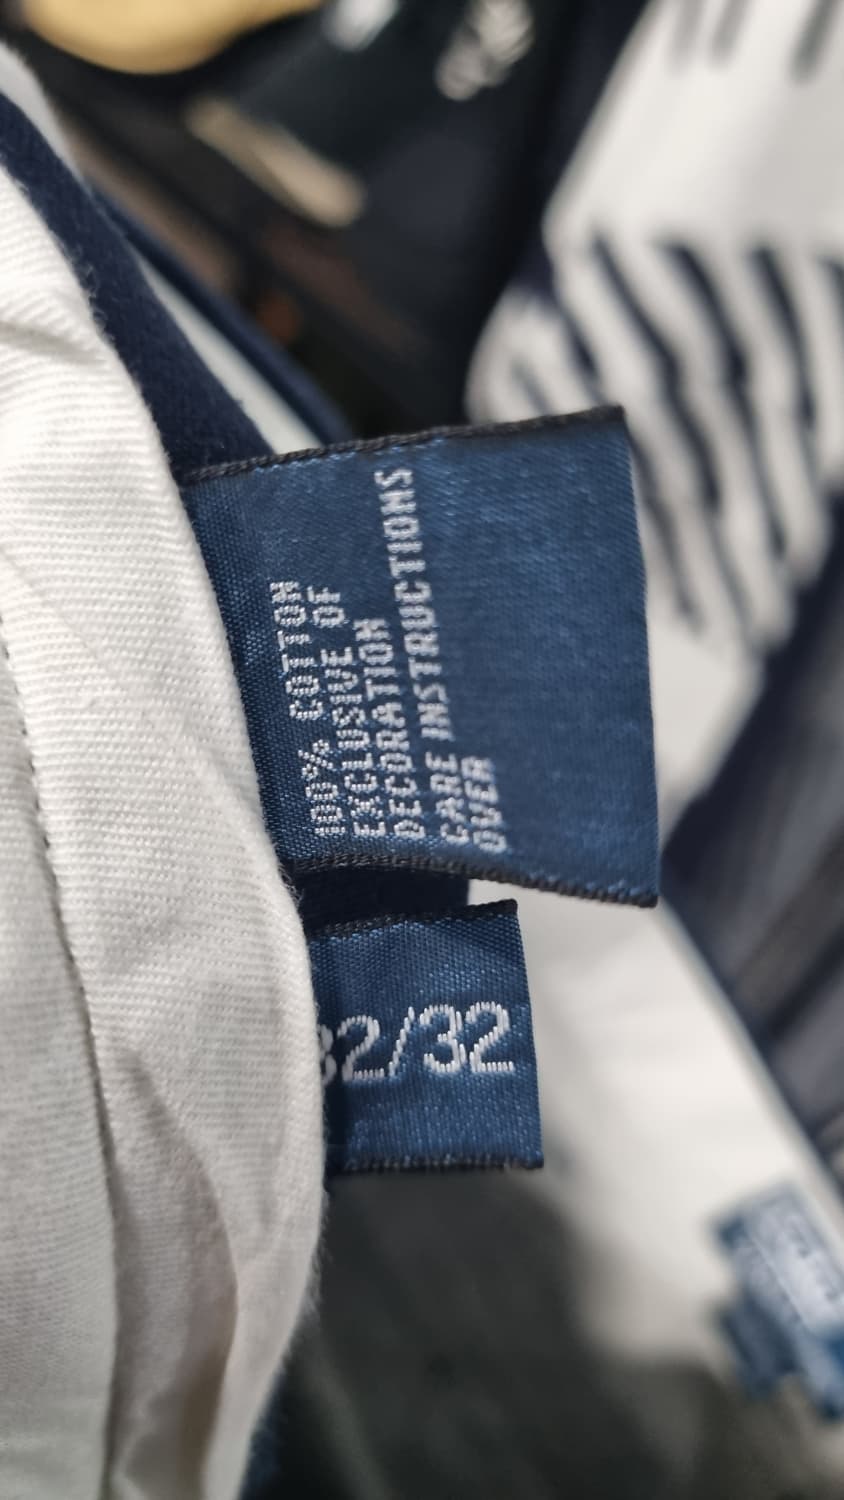 100% COTTON
EXCLUSIVE OF
DECORATION
CARE INSTRUCTIONS
OVER
32/32